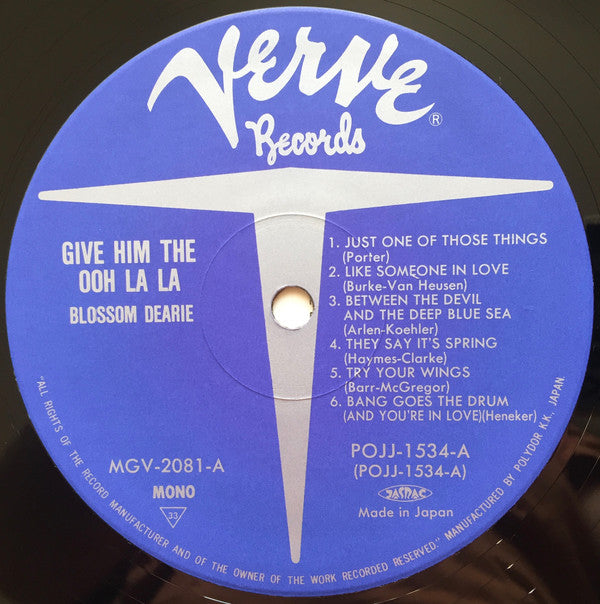 Verve
Records
®
GIVE HIM THE
OOH LA LA
BLOSSOM DEARIE
1. JUST ONE OF THOSE THINGS
(Porter)
2. LIKE SOMEONE IN LOVE
(Burke-Van Heusen)
3. BETWEEN THE DEVIL
AND THE DEEP BLUE SEA
(Arlen-Koehler)
4. THEY SAY IT'S SPRING
(Haymes-Clarke)
5. TRY YOUR WINGS
(Barr-McGregor)
6. BANG GOES THE DRUM
(AND YOU'RE IN LOVE)(Heneker)
MGV-2081-A
MONO
33
POJJ-1534-A
(POJJ-1534-A)
JASRAC
Made in Japan
"ALL RIGHTS OF THE RECORD MANUFACTURER AND OF THE OWNER OF THE WORK RECORDED RESERVED." MANUFACTURED BY POLYDOR K.K., JAPAN.